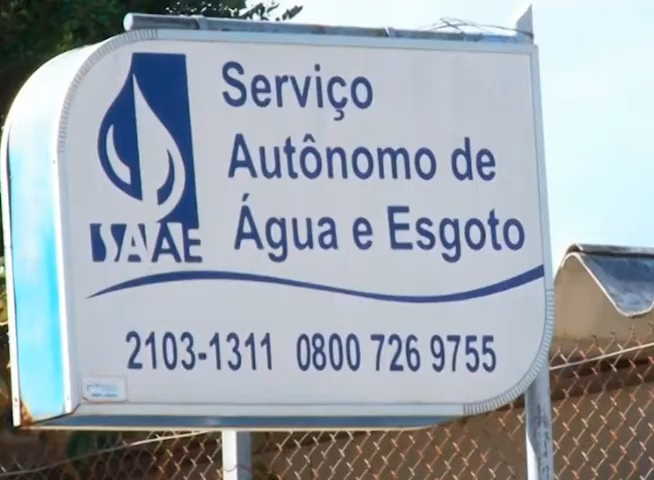 Serviço
Autônomo de
Água e Esgoto
SAAE
2103-1311 0800 726 9755